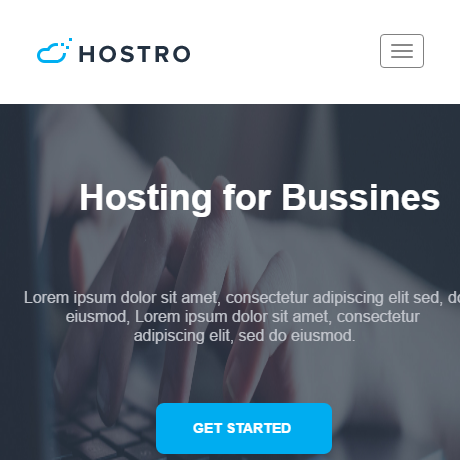 HOSTRO
Hosting for Bussines
Lorem ipsum dolor sit amet, consectetur adipiscing elit sed, do
eiusmod, Lorem ipsum dolor sit amet, consectetur
adipiscing elit, sed do eiusmod.
GET STARTED